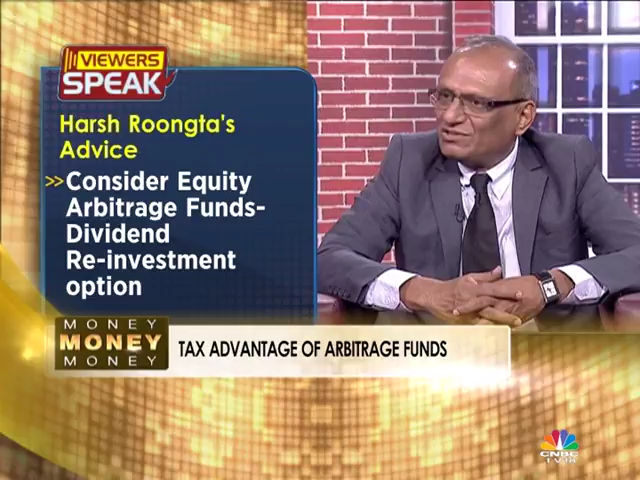 VIEWERS
SPEAK
Harsh Roongta's
Advice
>>Consider Equity
Arbitrage Funds-
Dividend
Re-investment
option
MONEY
MONEY
MONEY
TAX ADVANTAGE OF ARBITRAGE FUNDS
CNBC
TV18